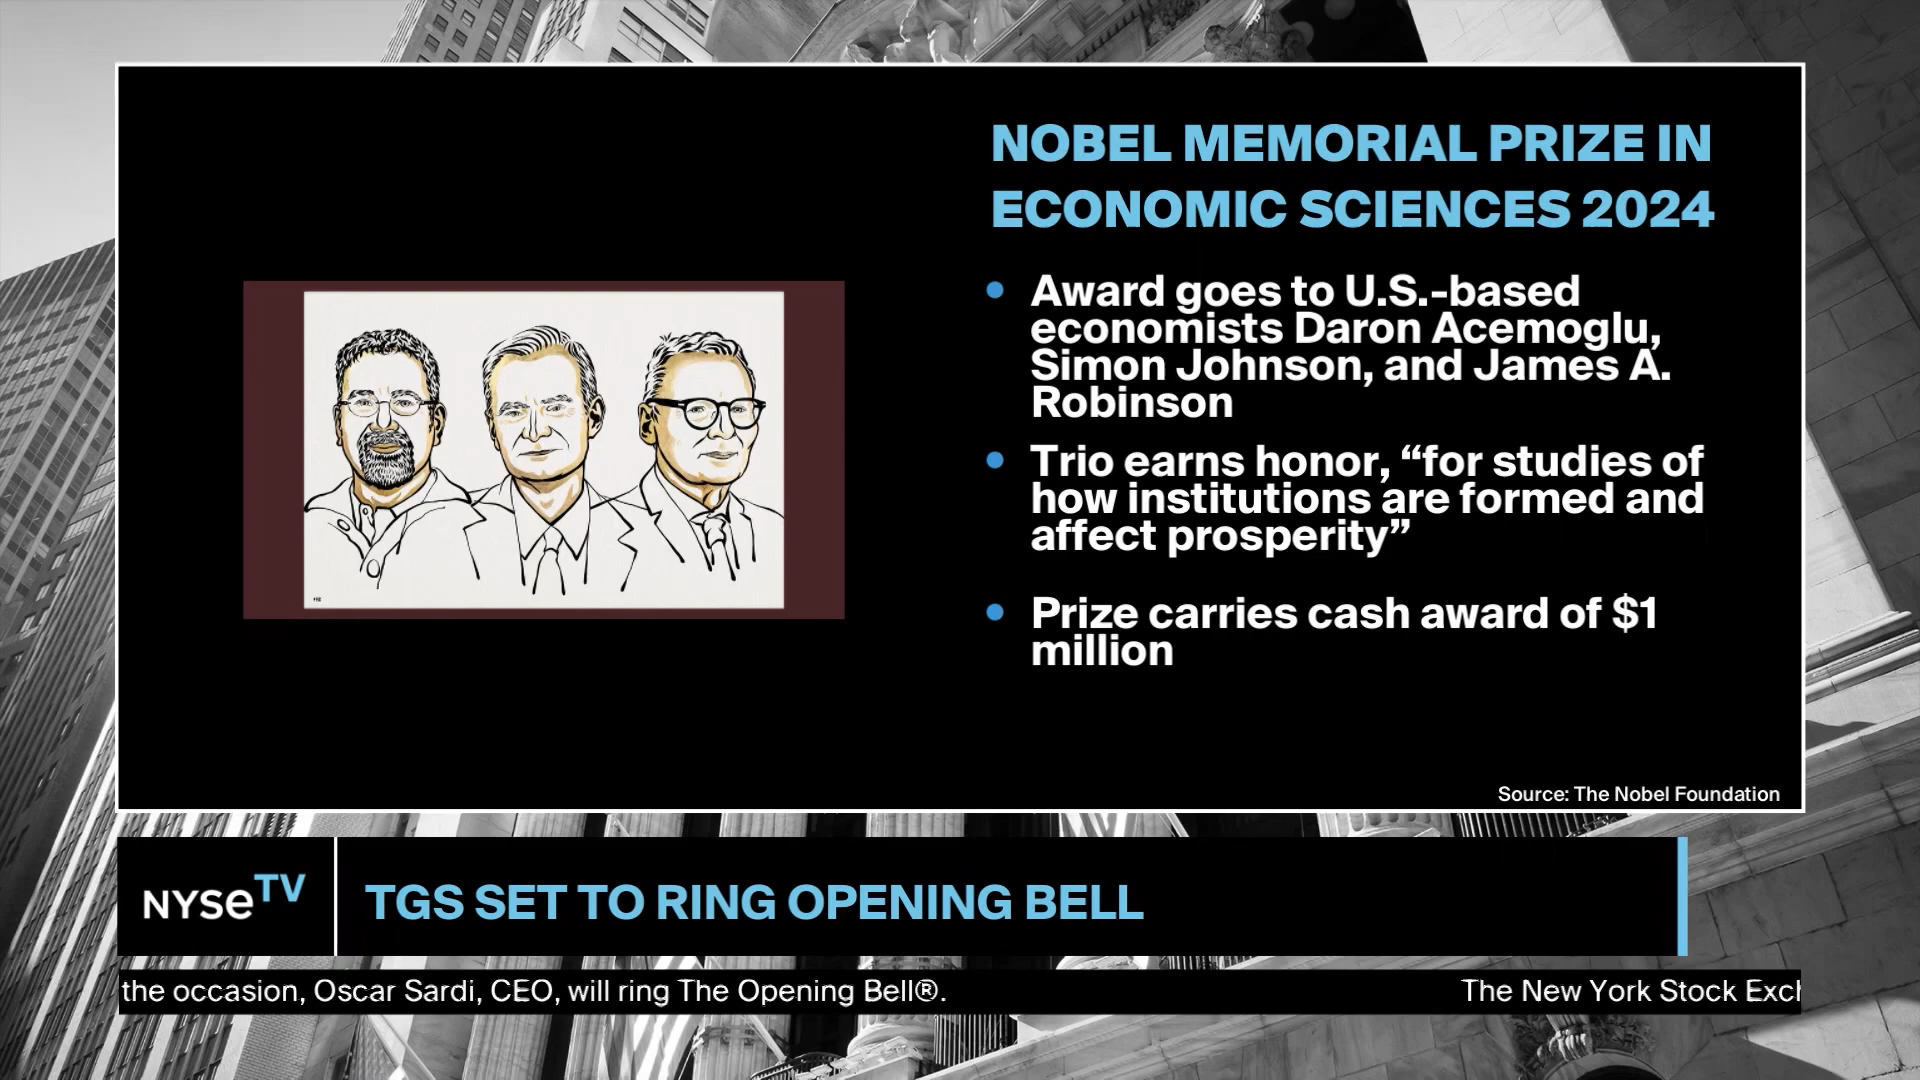 NOBEL MEMORIAL PRIZE IN
ECONOMIC SCIENCES 2024
Award goes to U.S.-based
economists Daron Acemoglu,
Simon Johnson, and James A.
Robinson
Trio earns honor, “for studies of
how institutions are formed and
affect prosperity”
Prize carries cash award of $1
million
Source: The Nobel Foundation
NYSE TV
TGS SET TO RING OPENING BELL
the occasion, Oscar Sardi, CEO, will ring The Opening Bell®.
The New York Stock Exch